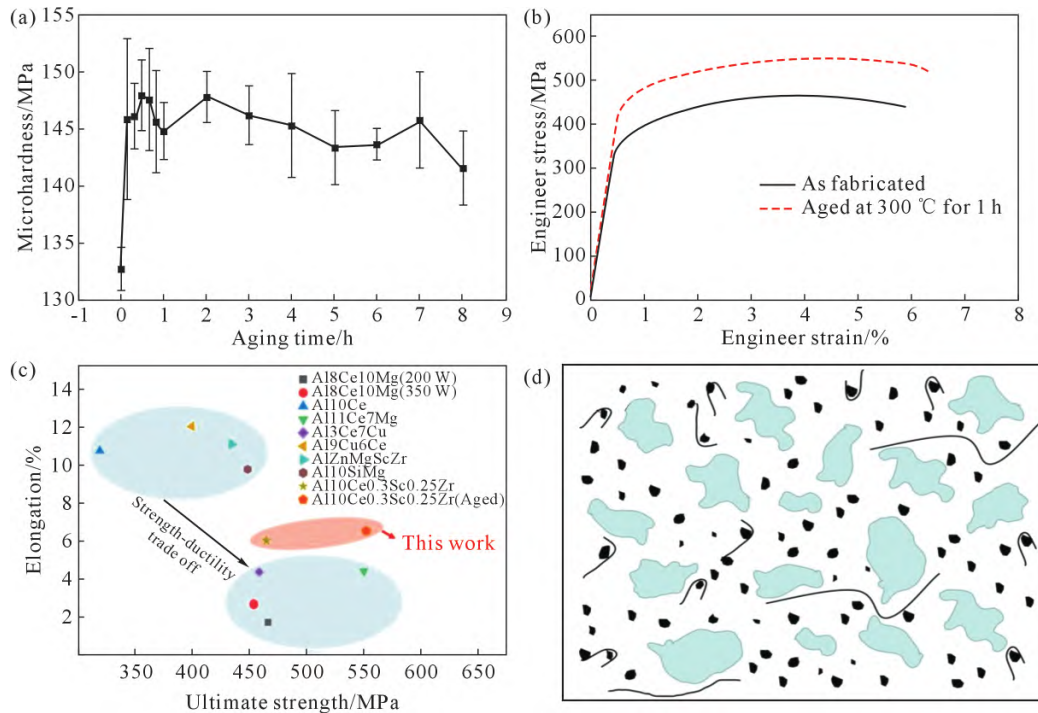 (a)
155
150
145
140
135
130
Microhardness/MPa
-1 0 1 2 3 4 5 6 7 8 9
Aging time/h
(b)
600
500
400
300
200
100
0
Engineer stress/MPa
As fabricated
Aged at 300 ℃ for 1 h
0 1 2 3 4 5 6 7 8
Engineer strain/%
(c)
14
12
10
8
6
4
2
Elongation/%
Al8Ce10Mg(200 W)
Al8Ce10Mg(350 W)
Al10Ce
Al11Ce7Mg
Al3Ce7Cu
Al9Cu6Ce
AlZnMgScZr
Al10SiMg
Al10Ce0.3Sc0.25Zr
Al10Ce0.3Sc0.25Zr(Aged)
Strength-ductility
trade off
This work
350 400 450 500 550 600 650
Ultimate strength/MPa
(d)